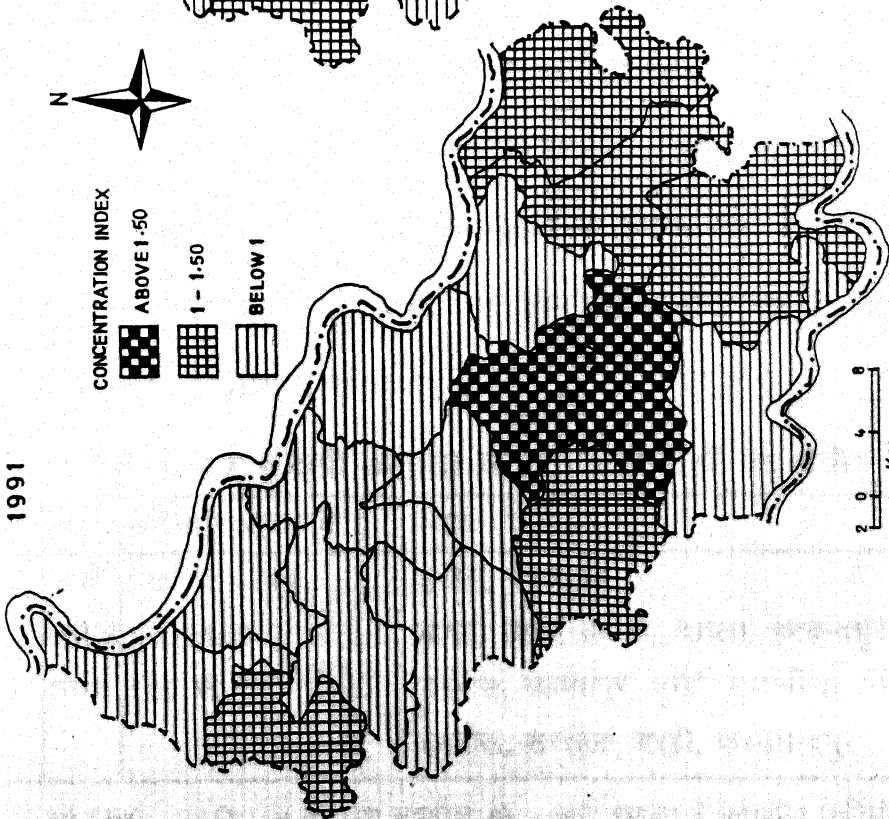 1991
N
CONCENTRATION INDEX
ABOVE 1·50
1 – 1·50
BELOW 1
2 0 4 8